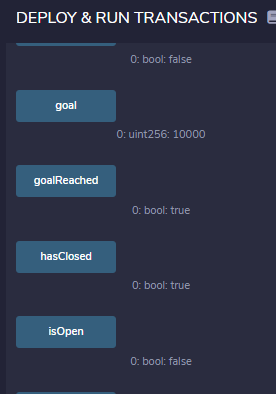 DEPLOY & RUN TRANSACTIONS
0: bool: false
goal
0: uint256: 10000
goalReached
0: bool: true
hasClosed
0: bool: true
isOpen
0: bool: false